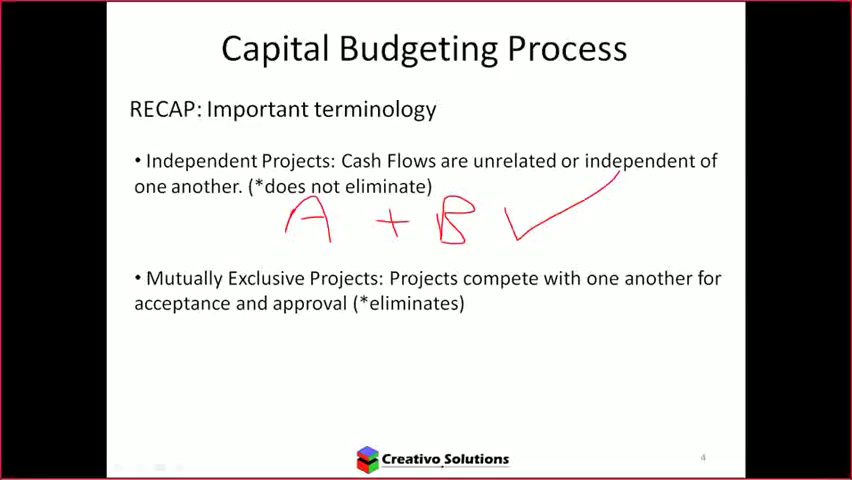 Capital Budgeting Process
RECAP: Important terminology
• Independent Projects: Cash Flows are unrelated or independent of
one another. (*does not eliminate)
A + B ✓
• Mutually Exclusive Projects: Projects compete with one another for
acceptance and approval (*eliminates)
Creativo Solutions
4